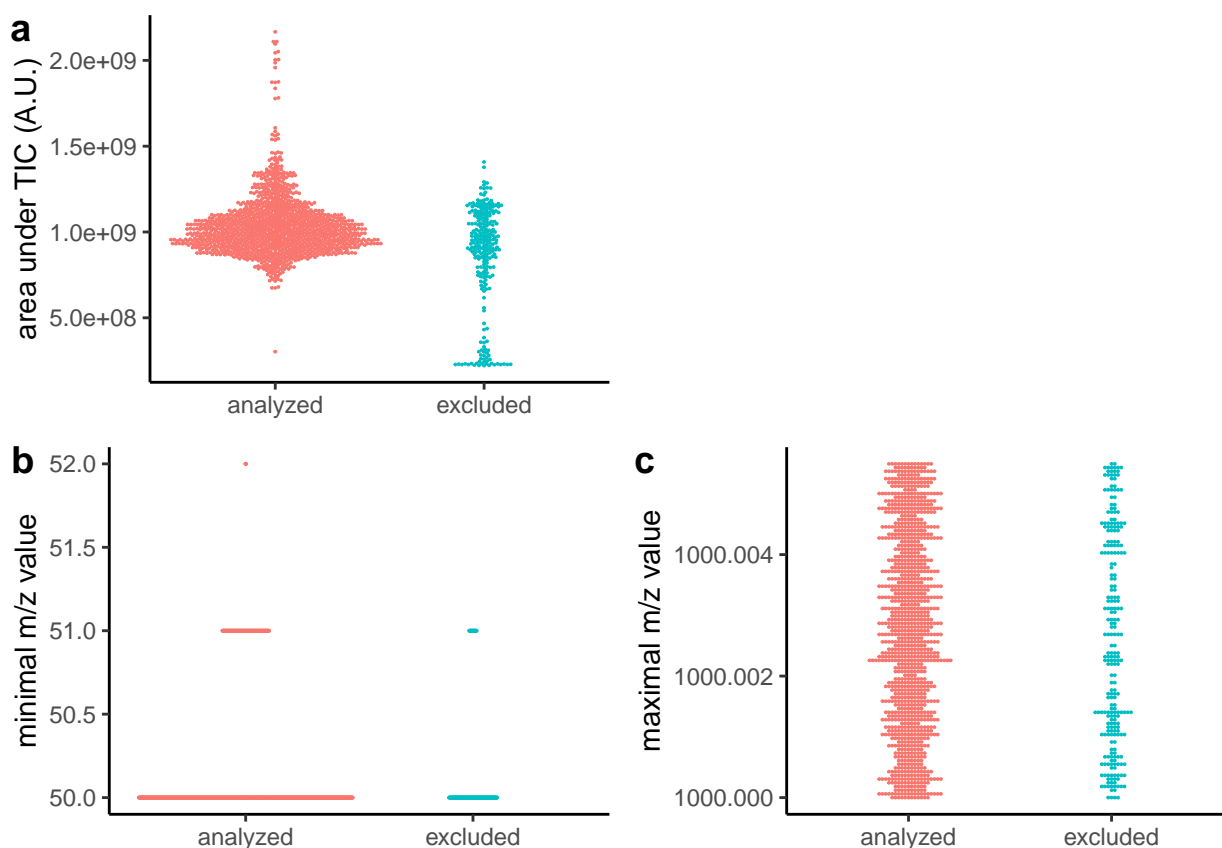 a
area under TIC (A.U.)
2.0e+09
1.5e+09
1.0e+09
5.0e+08
analyzed excluded
b
minimal m/z value
52.0
51.5
51.0
50.5
50.0
analyzed excluded
c
maximal m/z value
1000.004
1000.002
1000.000
analyzed excluded